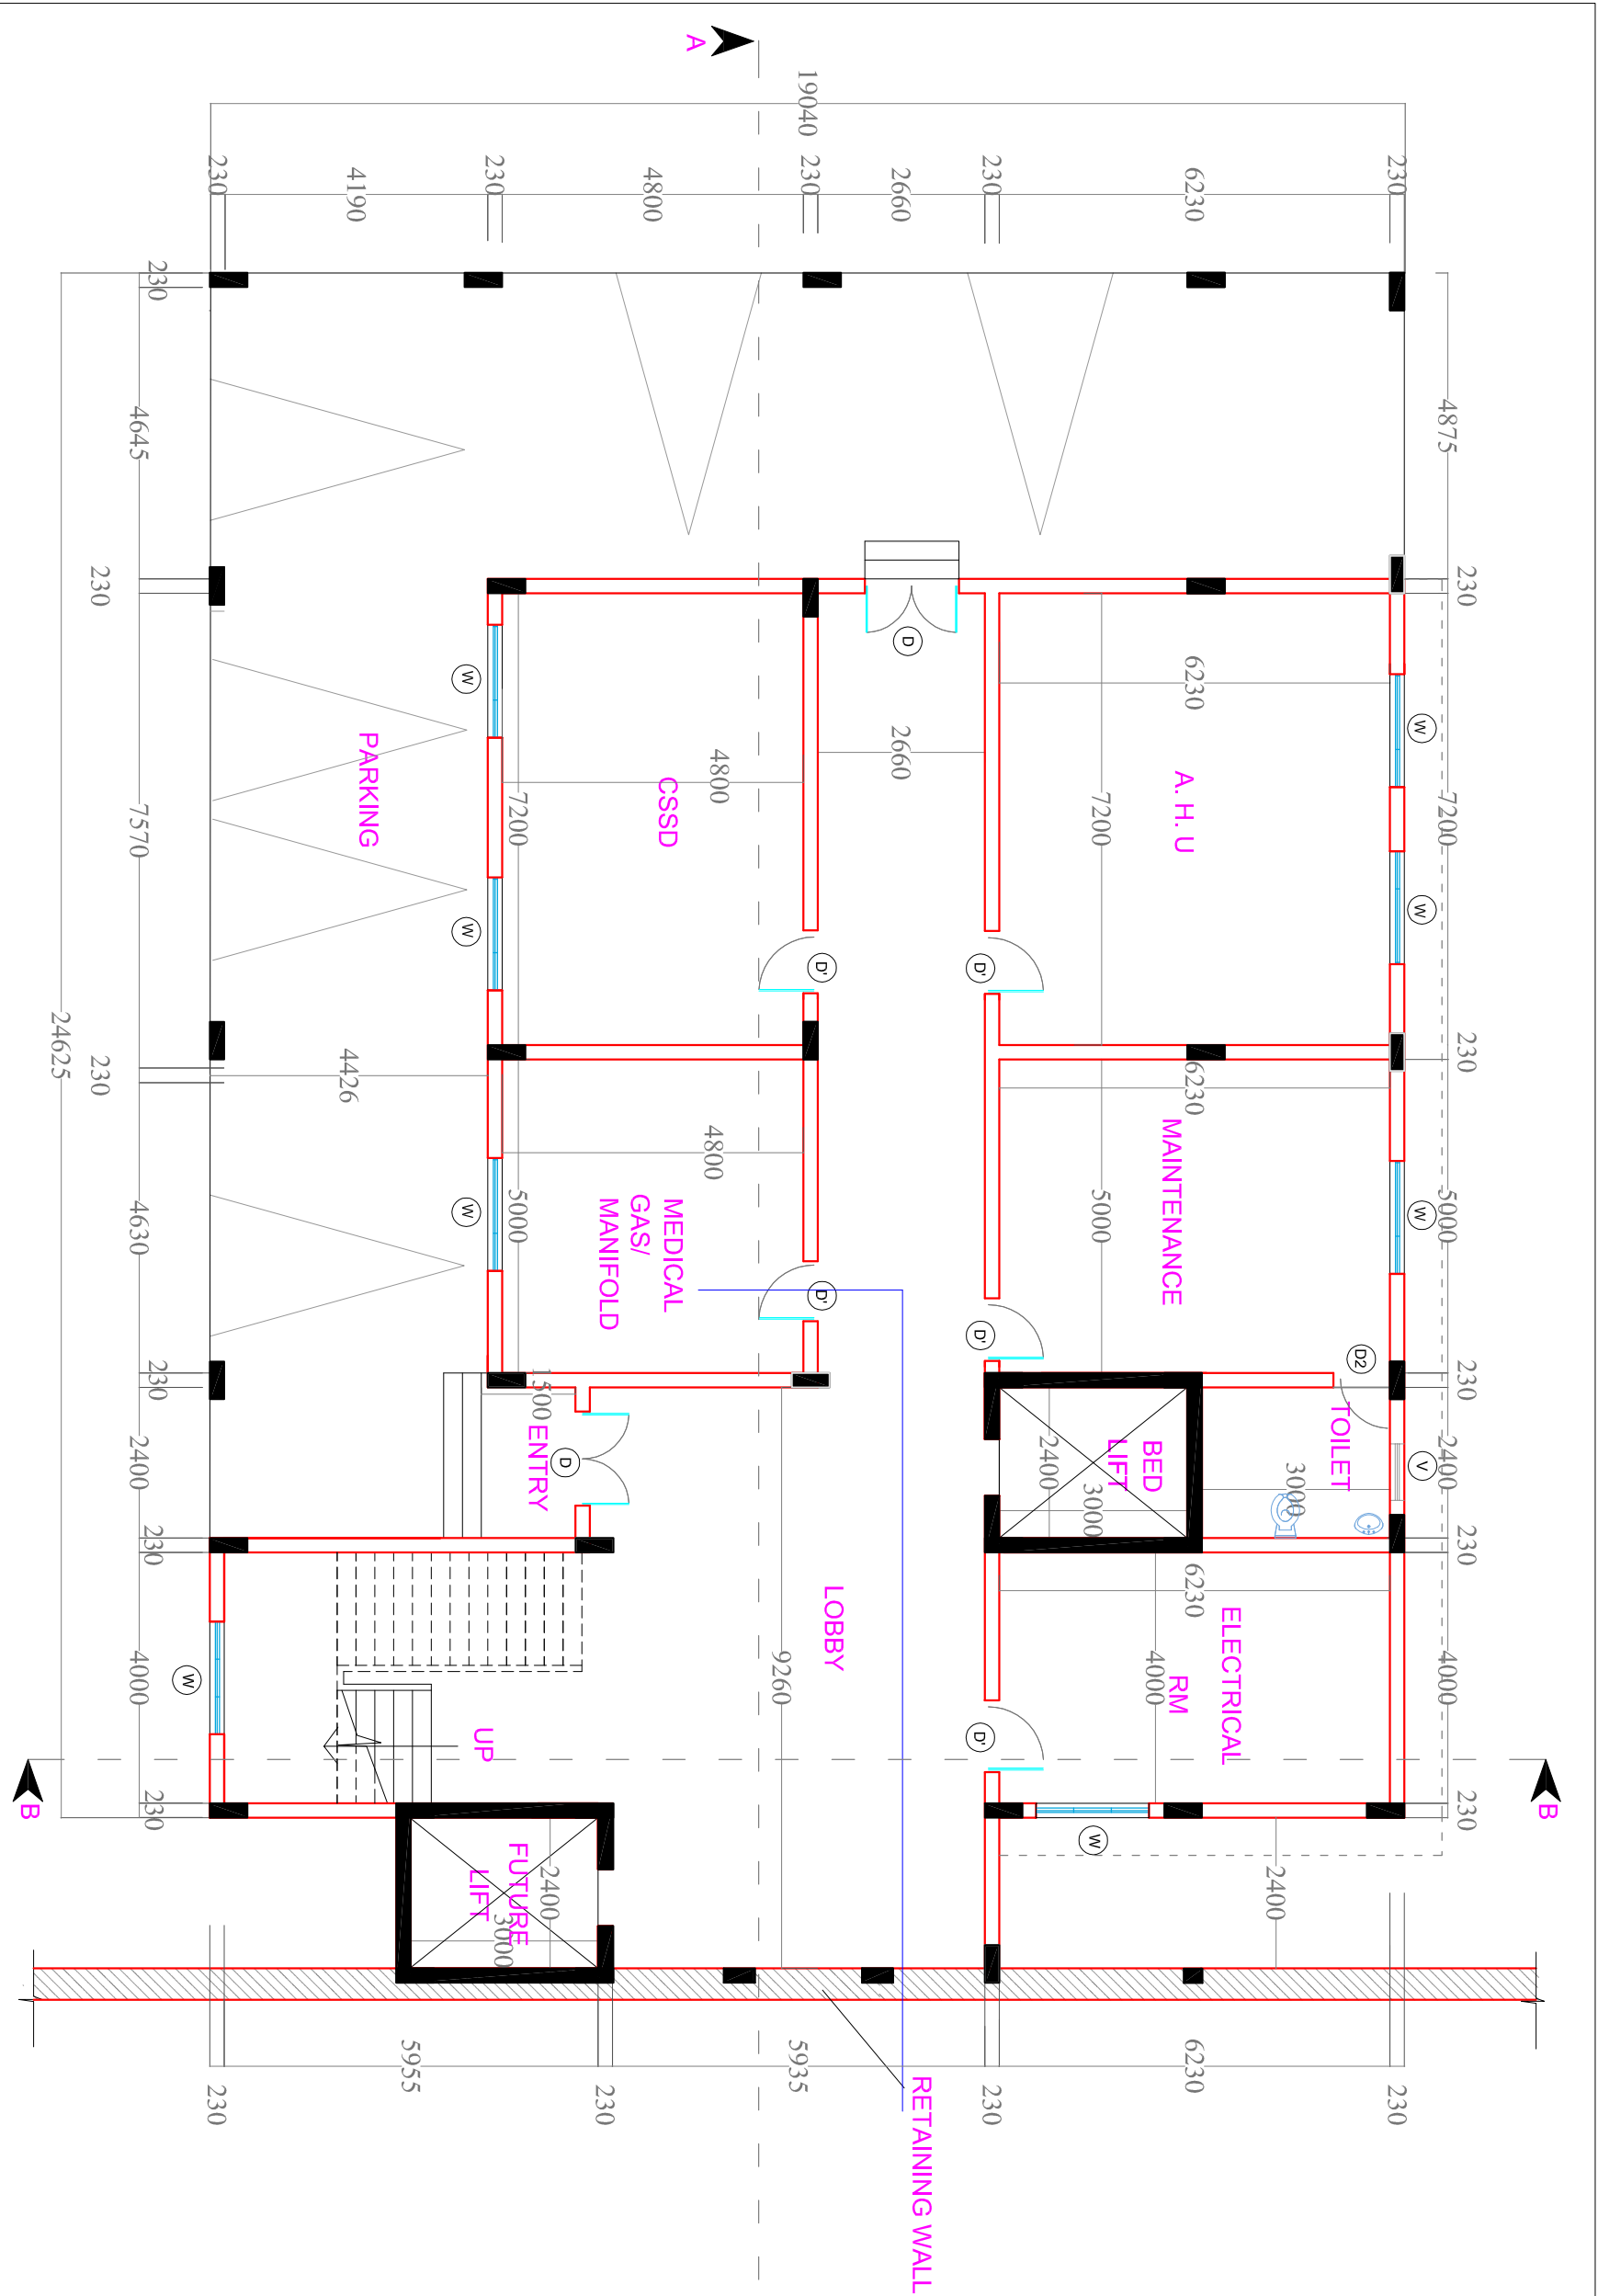 B
230
230
230
230
230
4875
7200
5000
2400
4000
W
W
W
V
230
230
D2
TOILET
3000
2400
6230
6230
6230
6230
6230
A. H. U
MAINTENANCE
ELECTRICAL
RM
4000
BED
LIFT
7200
5000
3000
W
2400
230
230
D'
D'
D'
RETAINING WALL
2660
D
2660
LOBBY
D'
D'
19040
230
5935
9260
4800
4800
A
4800
CSSD
MEDICAL
GAS/
MANIFOLD
230
D
1500
ENTRY
2400
7200
5000
FUTURE
LIFT
3000
230
UP
W
W
W
5955
PARKING
4190
4426
230
230
W
230
230
230
230
4645
7570
4630
2400
4000
230
230
24625
B